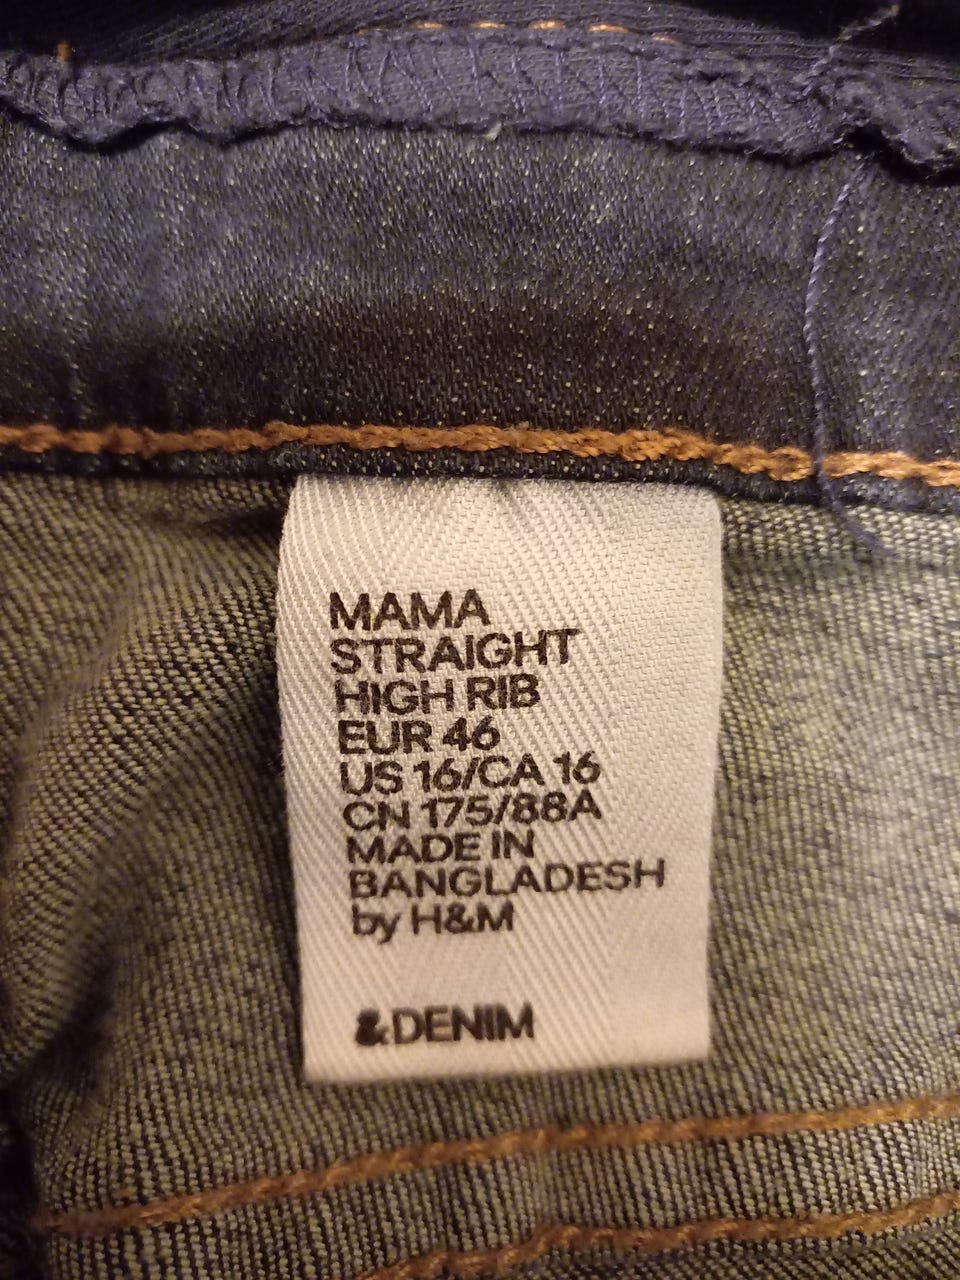 MAMA
STRAIGHT
HIGH RIB
EUR 46
US 16/CA 16
CN 175/88A
MADE IN
BANGLADESH
by H&M
&DENIM